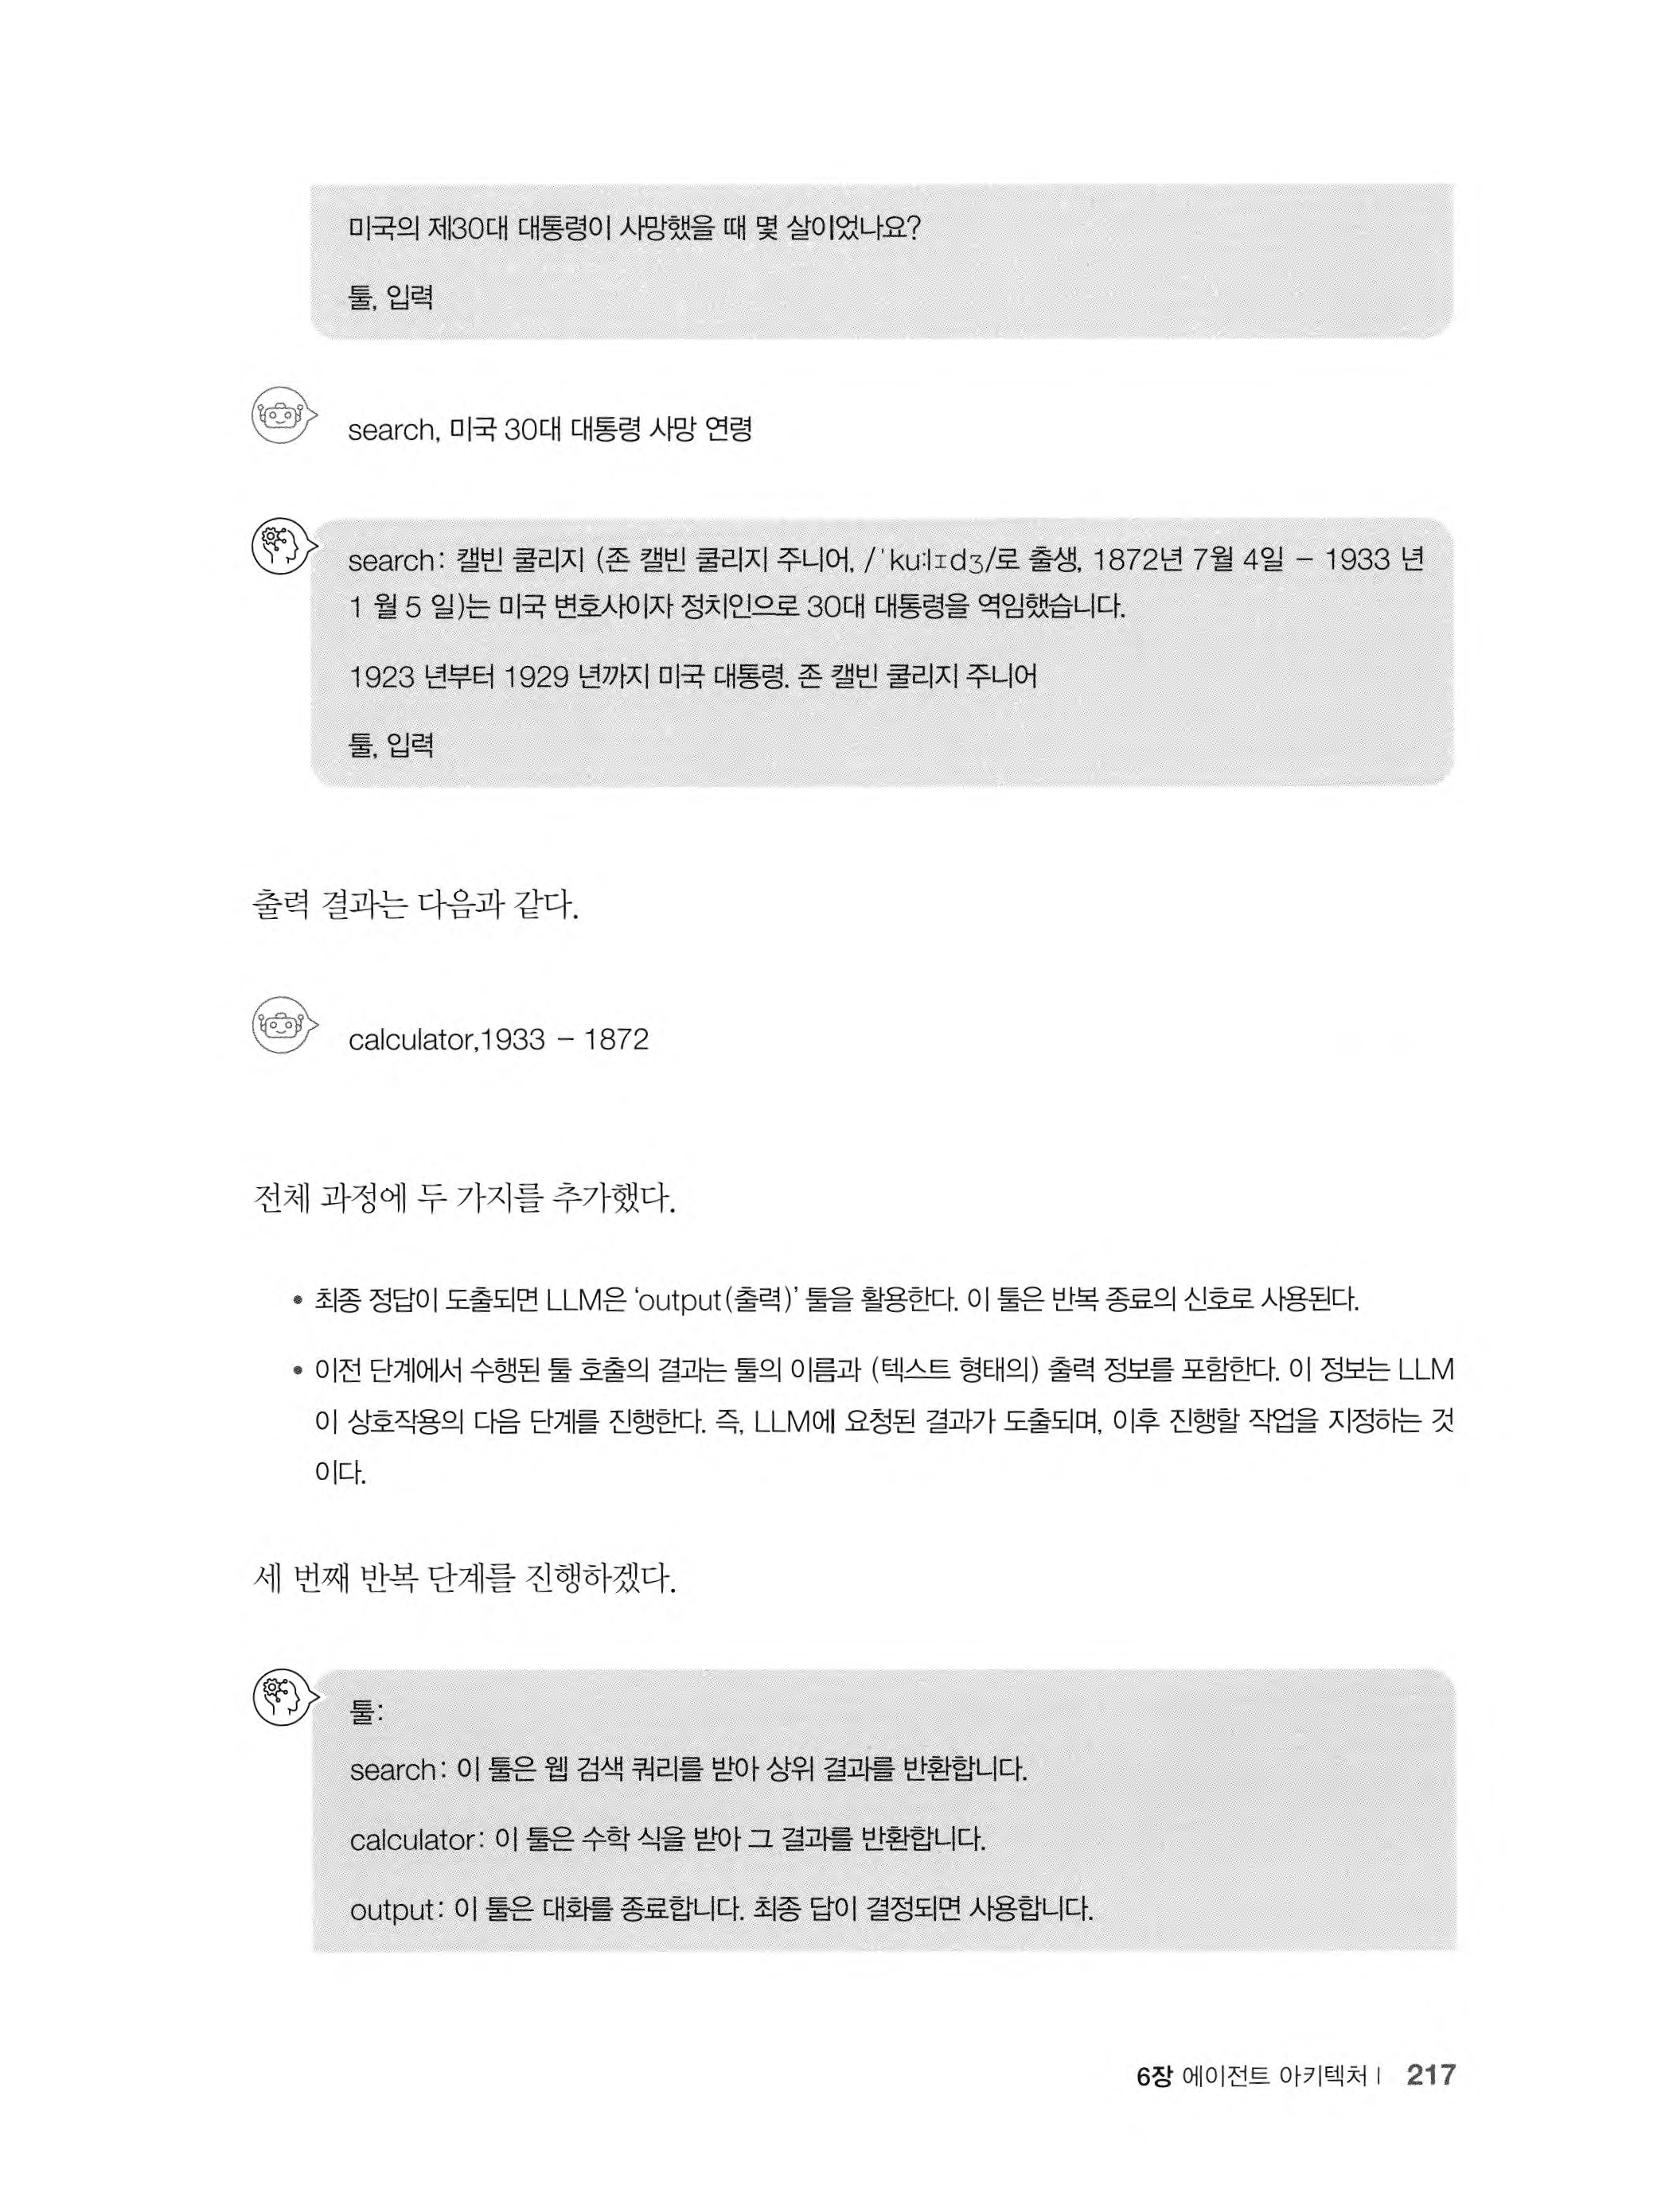 미국의 제30대 대통령이 사망했을 때 몇 살이었나요?
툴, 입력
search, 미국 30대 대통령 사망 연령
search: 캘빈 쿨리지 (존 캘빈 쿨리지 주니어, /ˈkuːlɪdʒ/로 출생, 1872년 7월 4일 – 1933 년
1 월 5 일)는 미국 변호사이자 정치인으로 30대 대통령을 역임했습니다.
1923 년부터 1929 년까지 미국 대통령. 존 캘빈 쿨리지 주니어
툴, 입력
출력 결과는 다음과 같다.
calculator,1933 – 1872
전체 과정에 두 가지를 추가했다.
• 최종 정답이 도출되면 LLM은 ‘output(출력)’ 툴을 활용한다. 이 툴은 반복 종료의 신호로 사용된다.
• 이전 단계에서 수행된 툴 호출의 결과는 툴의 이름과 (텍스트 형태의) 출력 정보를 포함한다. 이 정보는 LLM
이 상호작용의 다음 단계를 진행한다. 즉, LLM에 요청된 결과가 도출되며, 이후 진행할 작업을 지정하는 것
이다.
세 번째 반복 단계를 진행하겠다.
툴:
search: 이 툴은 웹 검색 쿼리를 받아 상위 결과를 반환합니다.
calculator: 이 툴은 수학 식을 받아 그 결과를 반환합니다.
output: 이 툴은 대화를 종료합니다. 최종 답이 결정되면 사용합니다.
6장 에이전트 아키텍처 I 217